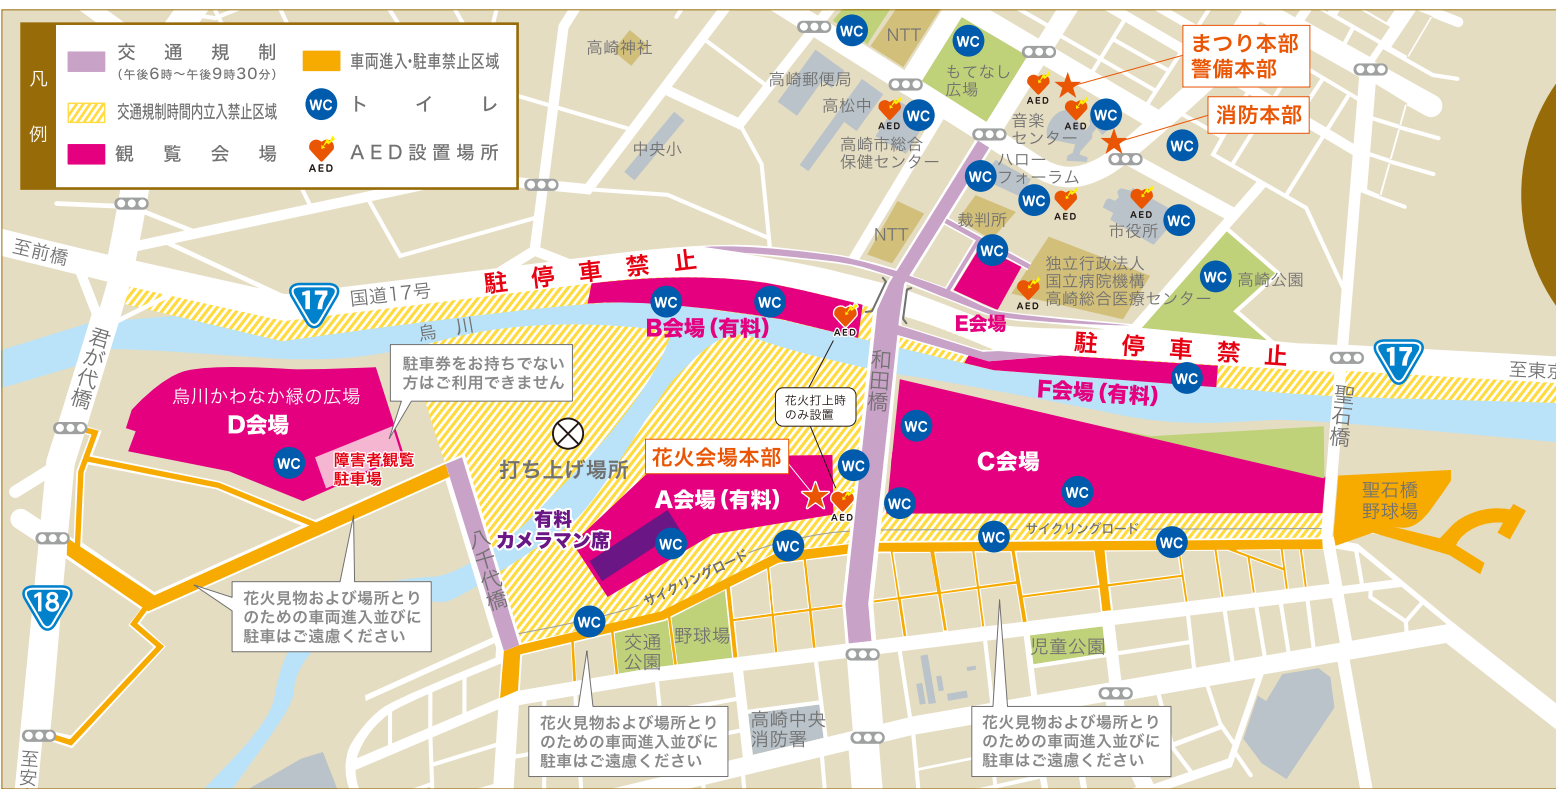 凡例
交通規制
(午後6時〜午後9時30分)
交通規制時間内立入禁止区域
観覧会場
車両進入・駐車禁止区域
WC
トイレ
AED
AED設置場所
高崎神社
WC
NTT
WC
もてなし
広場
高崎郵便局
高松中
AED
WC
高崎市総合
保健センター
中央小
AED
AED
WC
音楽
センター
まつり本部
警備本部
消防本部
WC
WC
ハロー
フォーラム
WC
AED
AED
市役所
WC
裁判所
NTT
WC
独立行政法人
国立病院機構
高崎総合医療センター
AED
WC
高崎公園
E会場
至前橋
17
国道17号
駐停車禁止
烏川
WC
WC
B会場(有料)
AED
君が代橋
駐車券をお持ちでない
方はご利用できません
烏川かわなか緑の広場
D会場
WC
障害者観覧
駐車場
打ち上げ場所
花火打上時
のみ設置
和田橋
駐停車禁止
17
至東京
WC
F会場(有料)
聖石橋
花火会場本部
WC
A会場(有料)
AED
有料
カメラマン席
WC
WC
サイクリングロード
WC
C会場
WC
WC
サイクリングロード
WC
WC
聖石橋
野球場
八千代橋
18
花火見物および場所とり
のための車両進入並びに
駐車はご遠慮ください
WC
交通
公園
野球場
児童公園
花火見物および場所とり
のための車両進入並びに
駐車はご遠慮ください
高崎中央
消防署
花火見物および場所とり
のための車両進入並びに
駐車はご遠慮ください
至安